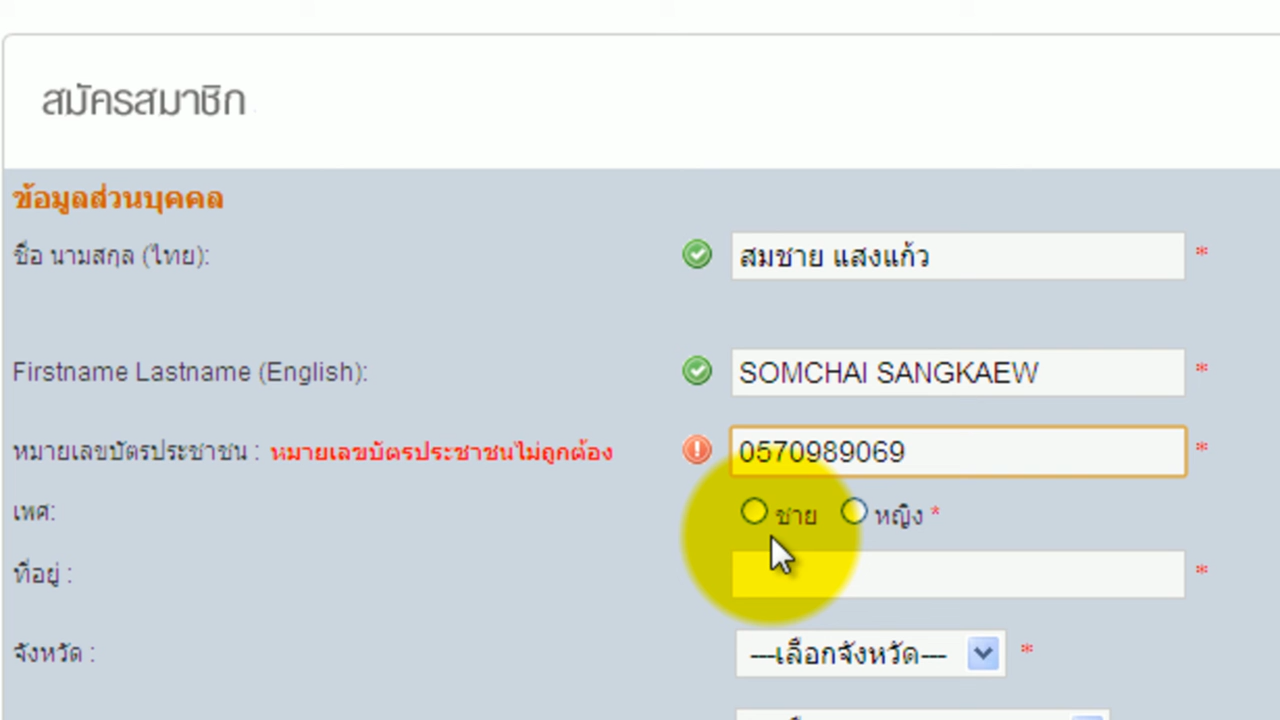 สมัครสมาชิก
ข้อมูลส่วนบุคคล
ชื่อ นามสกุล (ไทย): สมชาย แสงแก้ว *
Firstname Lastname (English): SOMCHAI SANGKAEW *
หมายเลขบัตรประชาชน : หมายเลขบัตรประชาชนไม่ถูกต้อง 0570989069 *
เพศ: ชาย หญิง *
ที่อยู่ : *
จังหวัด : ---เลือกจังหวัด--- *